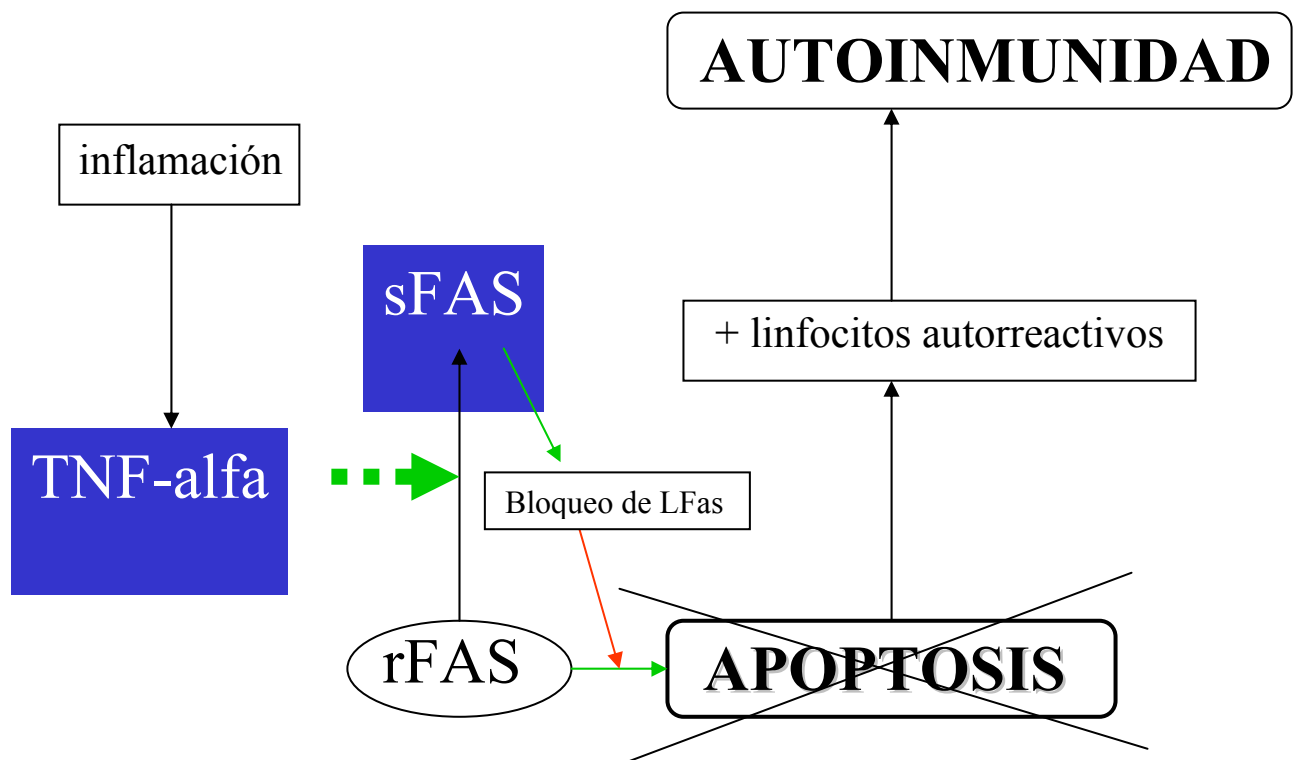 AUTOINMUNIDAD
inflamación
sFAS
+ linfocitos autorreactivos
TNF-alfa
Bloqueo de LFas
rFAS
APOPTOSIS